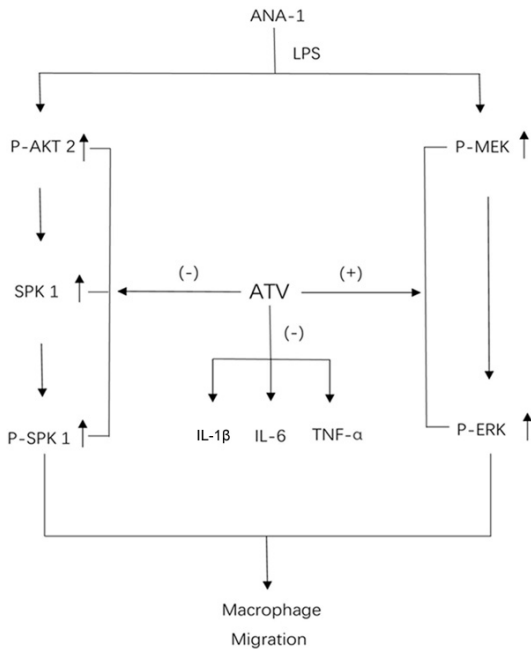 ANA-1
LPS
P-AKT 2
P-MEK
(-)
(+)
SPK 1
ATV
(-)
IL-1β
IL-6
TNF-α
P-SPK 1
P-ERK
Macrophage
Migration